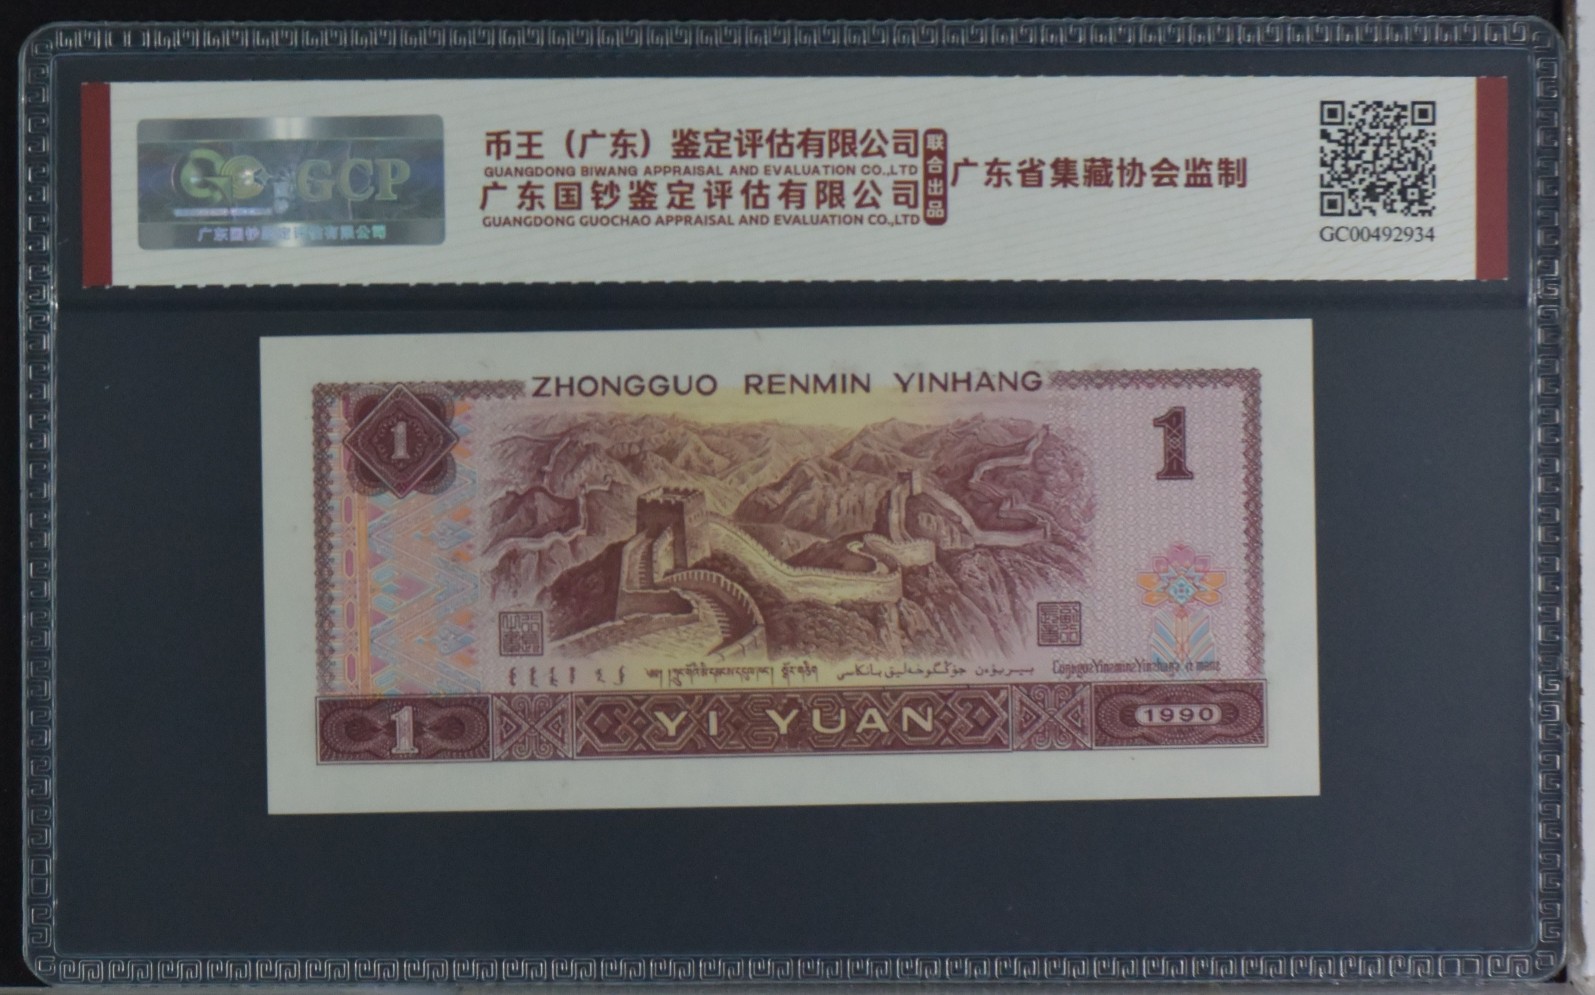 GCP
广东国钞鉴定评估有限公司
币王（广东）鉴定评估有限公司
GUANGDONG BIWANG APPRAISAL AND EVALUATION CO.,LTD
广东国钞鉴定评估有限公司
GUANGDONG GUOCHAO APPRAISAL AND EVALUATION CO.,LTD
联合出品
广东省集藏协会监制
GC00492934
ZHONGGUO RENMIN YINHANG
1
1
1
YI YUAN
1990